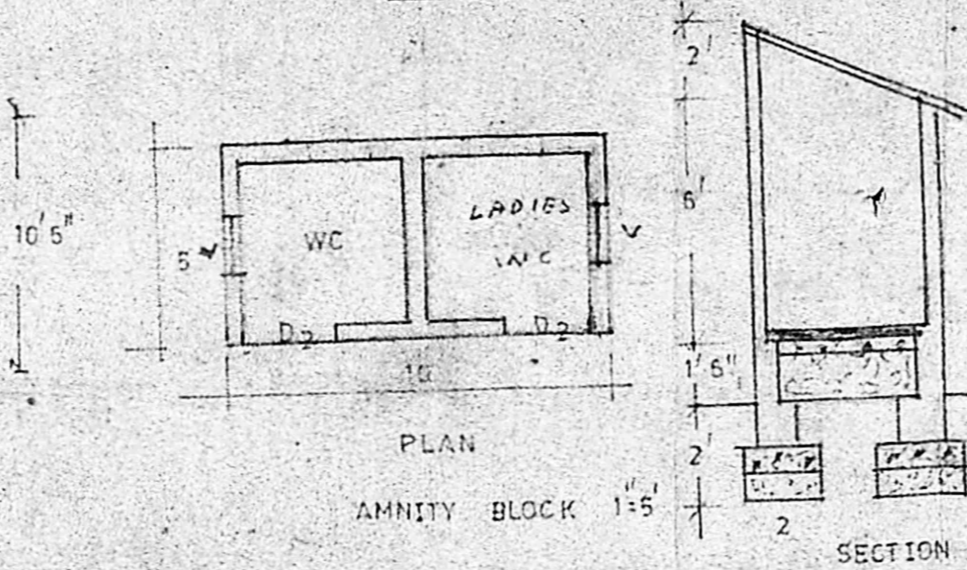 2'
10' 6"
6'
5
V
WC
LADIES
WC
V
D2
D2
10
1' 6"
PLAN
2'
AMNITY BLOCK 1"=5'
2
SECTION